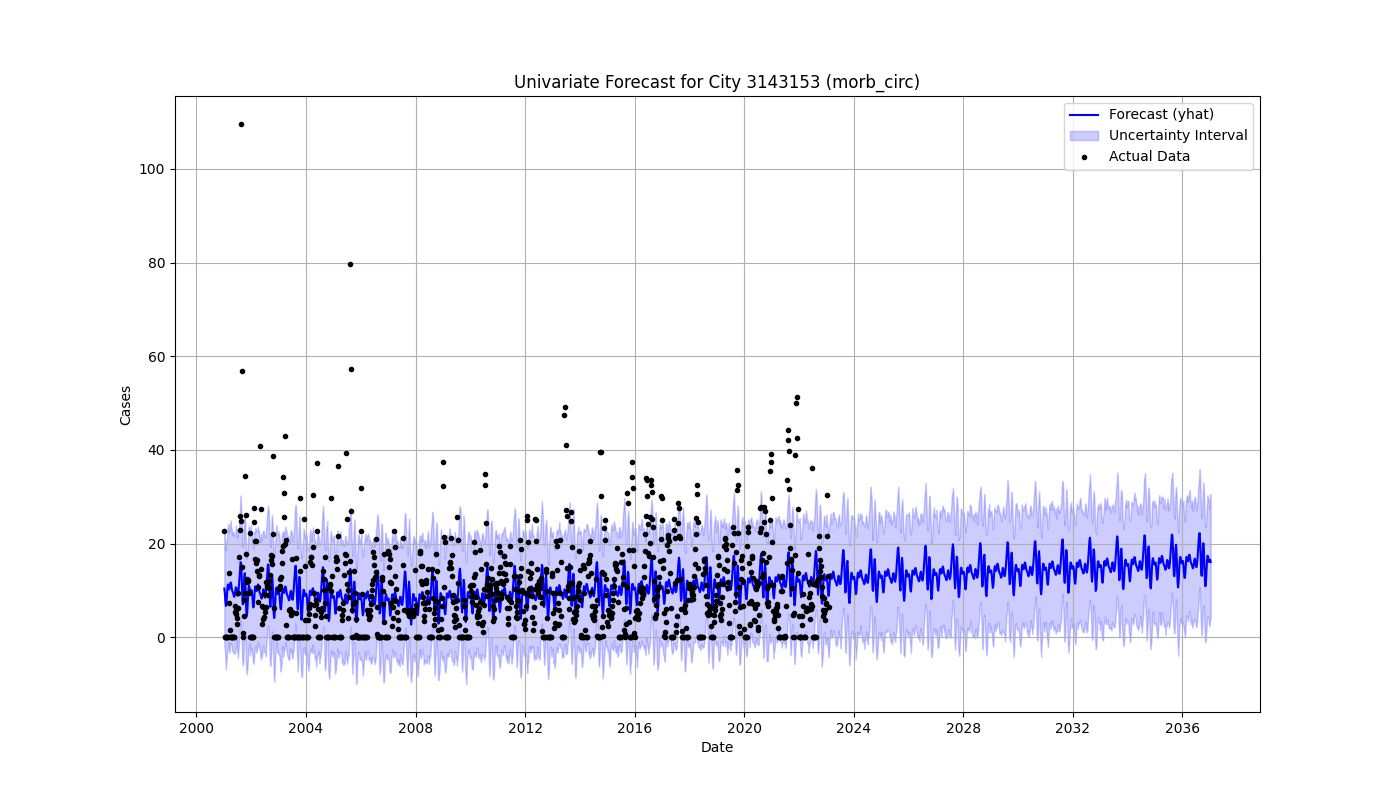 Univariate Forecast for City 3143153 (morb_circ)
Forecast (yhat)
Uncertainty Interval
Actual Data
Cases
100
80
60
40
20
0
2000 2004 2008 2012 2016 2020 2024 2028 2032 2036
Date